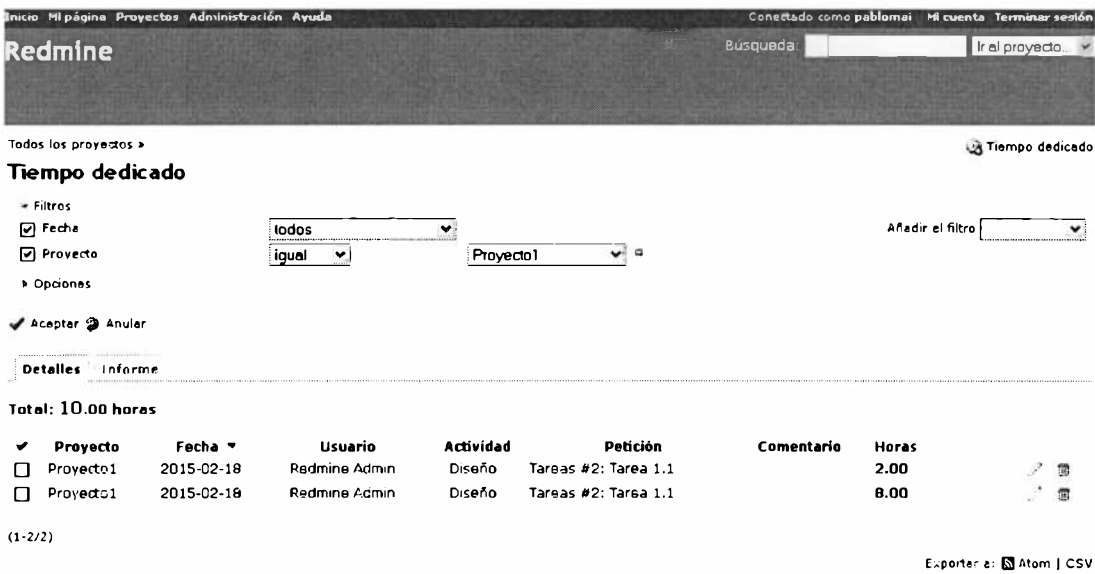 Inicio Mi página Proyectos Administración Ayuda Conectado como pablomai Mi cuenta Terminar sesión
Redmine Búsqueda: Ir al proyecto...
Todos los proyectos » Tiempo dedicado
Tiempo dedicado
Filtros
Fecha todos Añadir el filtro
Proyecto igual Proyecto1
Opciones
Aceptar Anular
Detalles Informe
Total: 10.00 horas
Proyecto Fecha Usuario Actividad Petición Comentario Horas
Proyecto1 2015-02-18 Redmine Admin Diseño Tareas #2: Tarea 1.1 2.00
Proyecto1 2015-02-18 Redmine Admin Diseño Tareas #2: Tarea 1.1 8.00
(1-2/2)
Exportar a: Atom | CSV